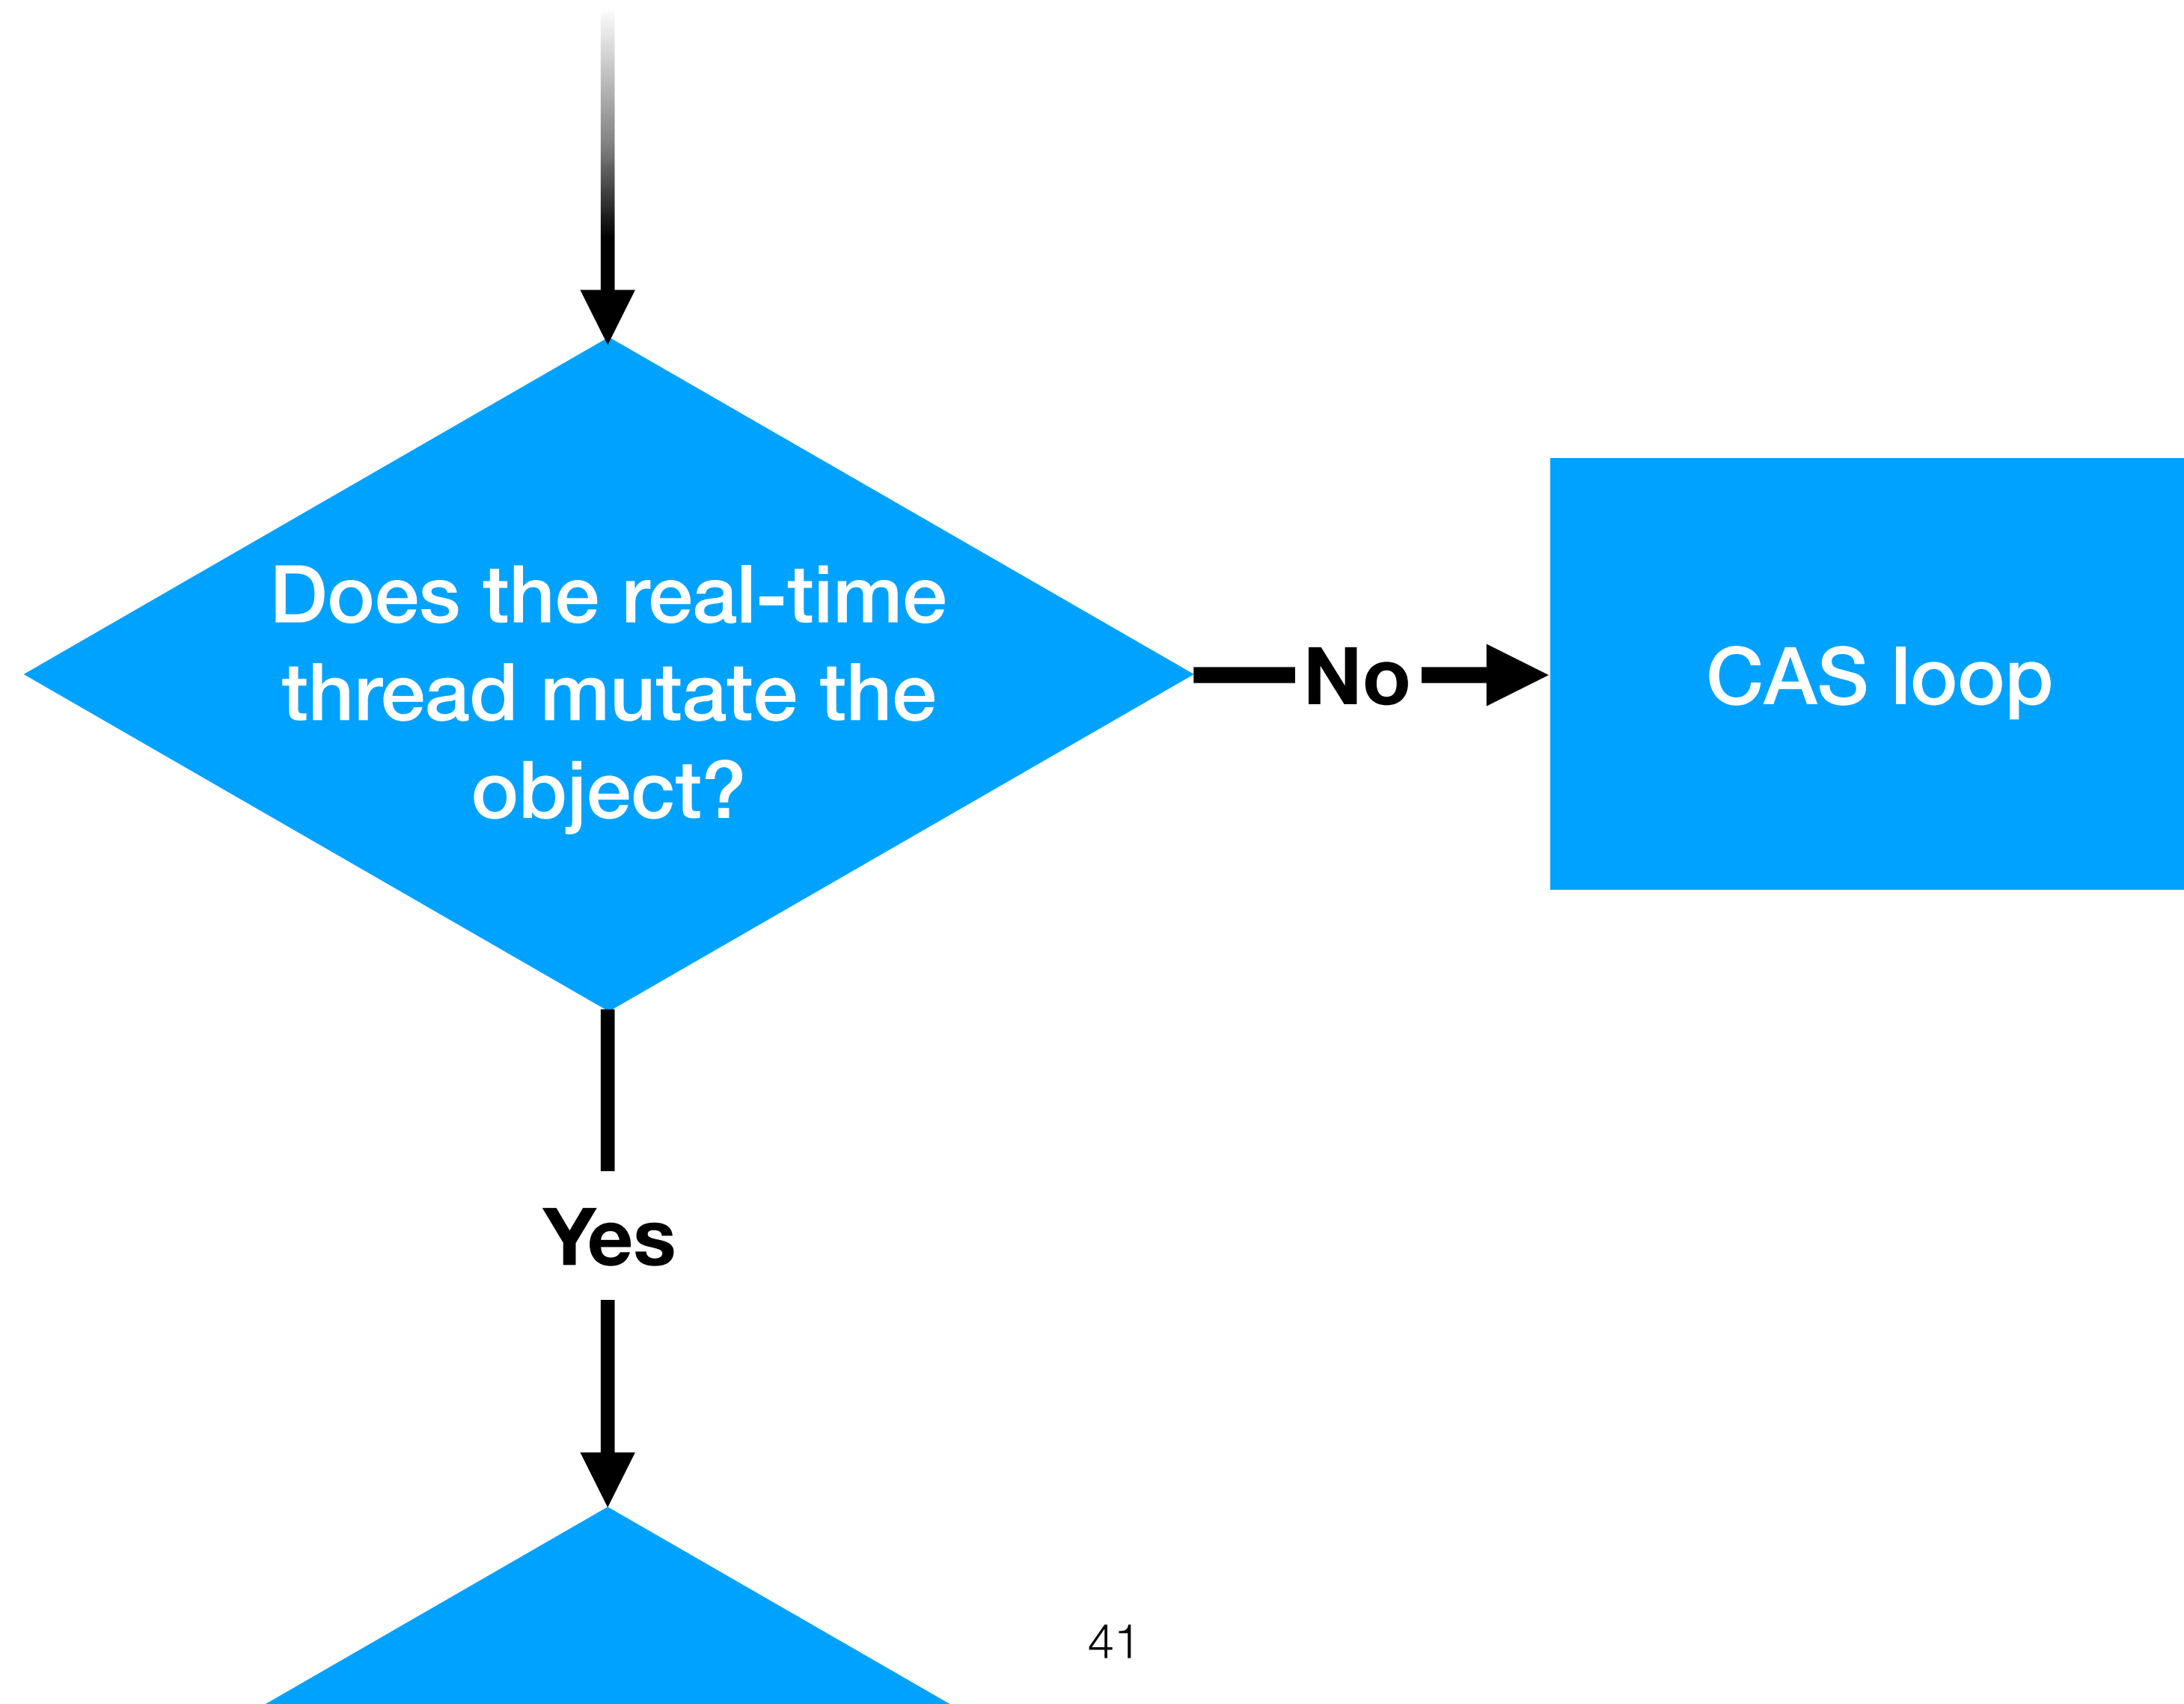 Does the real-time
thread mutate the
object?
No
CAS loop
Yes
41